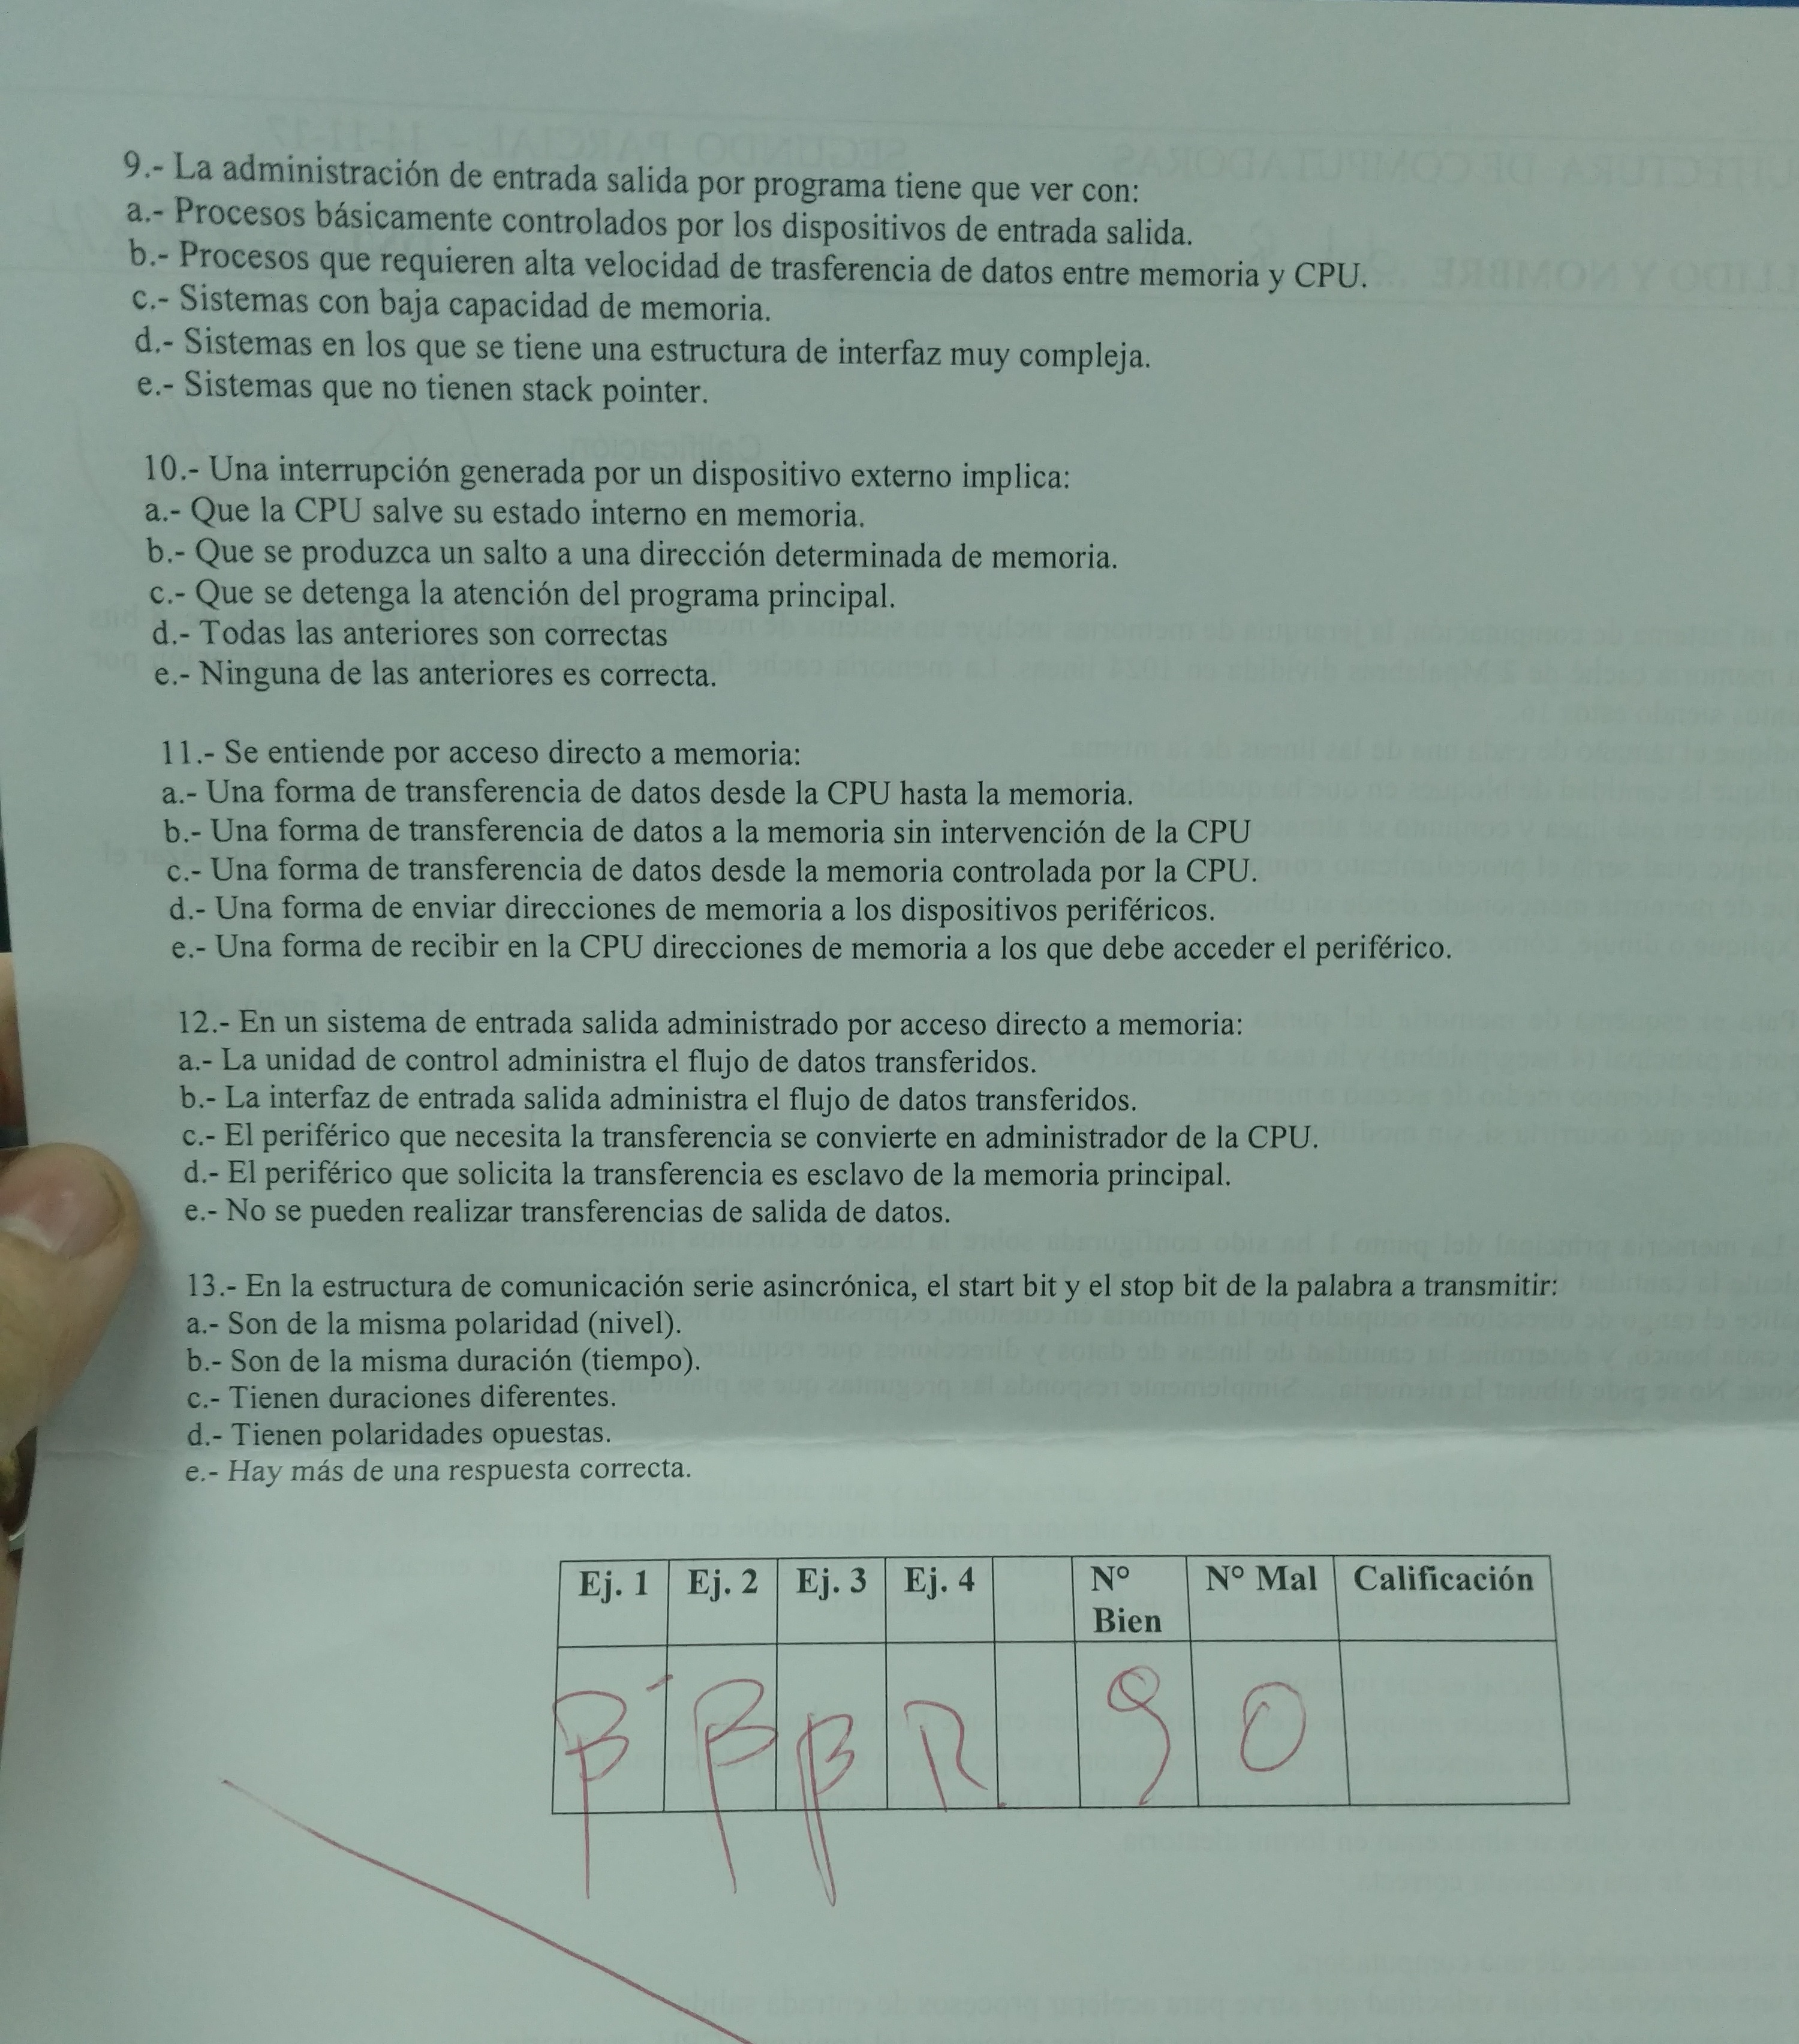 9.- La administración de entrada salida por programa tiene que ver con:
a.- Procesos básicamente controlados por los dispositivos de entrada salida.
b.- Procesos que requieren alta velocidad de trasferencia de datos entre memoria y CPU.
c.- Sistemas con baja capacidad de memoria.
d.- Sistemas en los que se tiene una estructura de interfaz muy compleja.
e.- Sistemas que no tienen stack pointer.
10.- Una interrupción generada por un dispositivo externo implica:
a.- Que la CPU salve su estado interno en memoria.
b.- Que se produzca un salto a una dirección determinada de memoria.
c.- Que se detenga la atención del programa principal.
d.- Todas las anteriores son correctas
e.- Ninguna de las anteriores es correcta.
11.- Se entiende por acceso directo a memoria:
a.- Una forma de transferencia de datos desde la CPU hasta la memoria.
b.- Una forma de transferencia de datos a la memoria sin intervención de la CPU
c.- Una forma de transferencia de datos desde la memoria controlada por la CPU.
d.- Una forma de enviar direcciones de memoria a los dispositivos periféricos.
e.- Una forma de recibir en la CPU direcciones de memoria a los que debe acceder el periférico.
12.- En un sistema de entrada salida administrado por acceso directo a memoria:
a.- La unidad de control administra el flujo de datos transferidos.
b.- La interfaz de entrada salida administra el flujo de datos transferidos.
c.- El periférico que necesita la transferencia se convierte en administrador de la CPU.
d.- El periférico que solicita la transferencia es esclavo de la memoria principal.
e.- No se pueden realizar transferencias de salida de datos.
13.- En la estructura de comunicación serie asincrónica, el start bit y el stop bit de la palabra a transmitir:
a.- Son de la misma polaridad (nivel).
b.- Son de la misma duración (tiempo).
c.- Tienen duraciones diferentes.
d.- Tienen polaridades opuestas.
e.- Hay más de una respuesta correcta.
Ej. 1 Ej. 2 Ej. 3 Ej. 4 N° Bien N° Mal Calificación
B- B B R 9 0